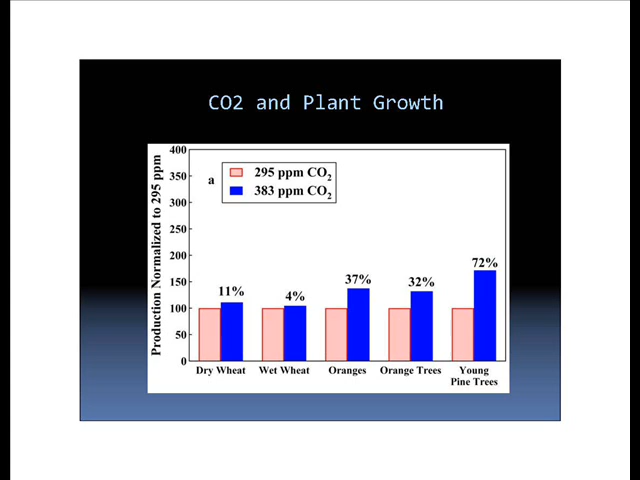 CO2 and Plant Growth
Production Normalized to 295 ppm
400
350
300
250
200
150
100
50
0
a
295 ppm CO₂
383 ppm CO₂
11%
4%
37%
32%
72%
Dry Wheat
Wet Wheat
Oranges
Orange Trees
Young
Pine Trees